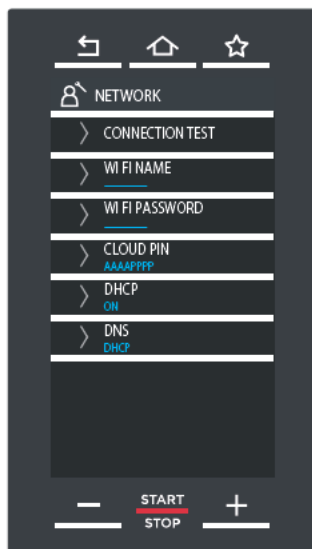 NETWORK
CONNECTION TEST
WI FI NAME
WI FI PASSWORD
CLOUD PIN
AAAAPPPP
DHCP
ON
DNS
DHCP
START
STOP